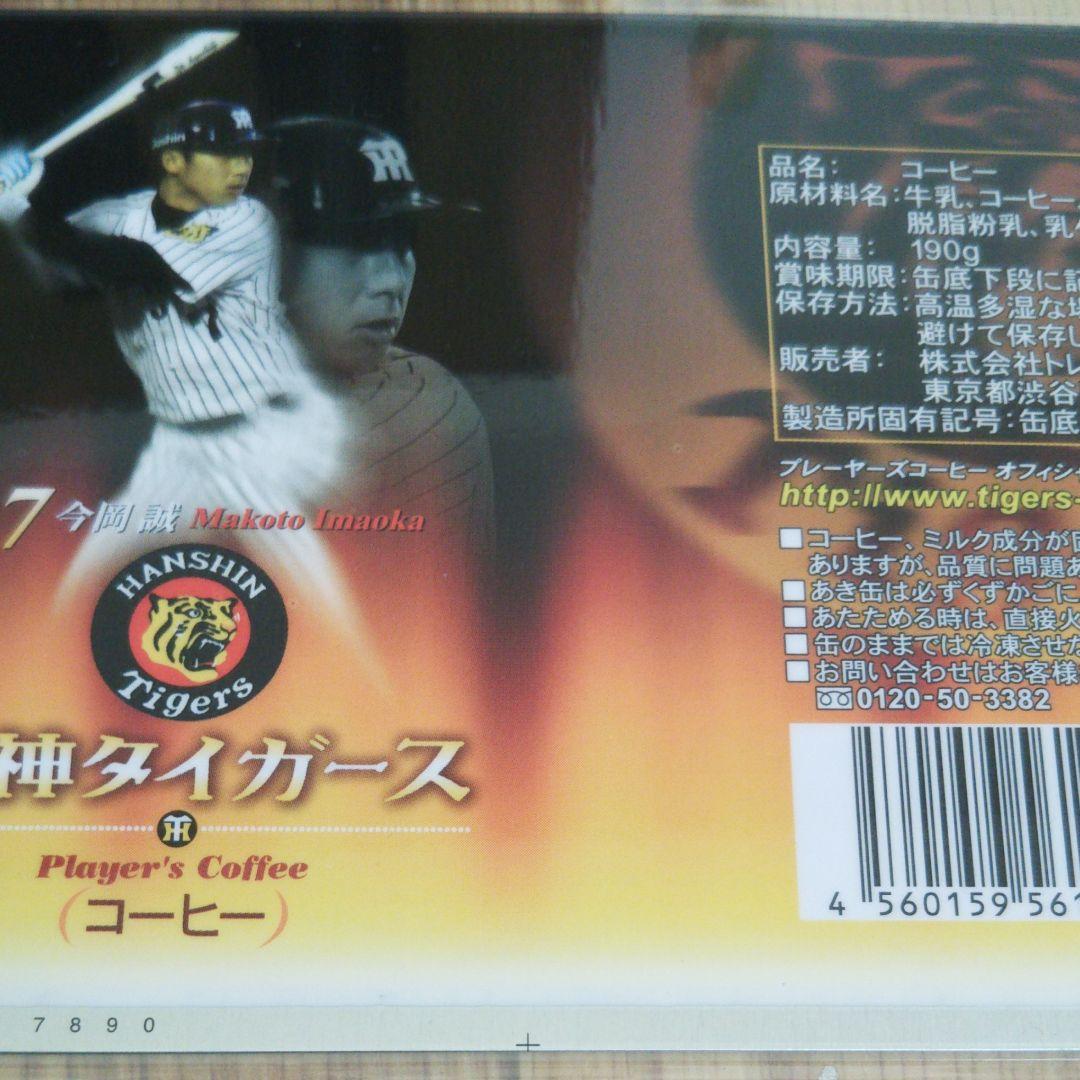 7 今岡 誠 Makoto Imaoka
HANSHIN
Tigers
神タイガース
Player's Coffee
(コーヒー)
7 8 9 0
品名: コーヒー
原材料名:牛乳、コーヒー、
脱脂粉乳、乳
内容量: 190g
賞味期限:缶底下段に
保存方法:高温多湿な
避けて保存
販売者: 株式会社トレ
東京都渋谷
製造所固有記号:缶底
プレーヤーズコーヒー オフィシャ
http://www.tigers-
■コーヒー、ミルク成分が
ありますが、品質に問題あ
■あき缶は必ずくずかごに
■あたためる時は、直接火
■缶のままでは冷凍させ
■お問い合わせはお客様
0120-50-3382
4 560159 561